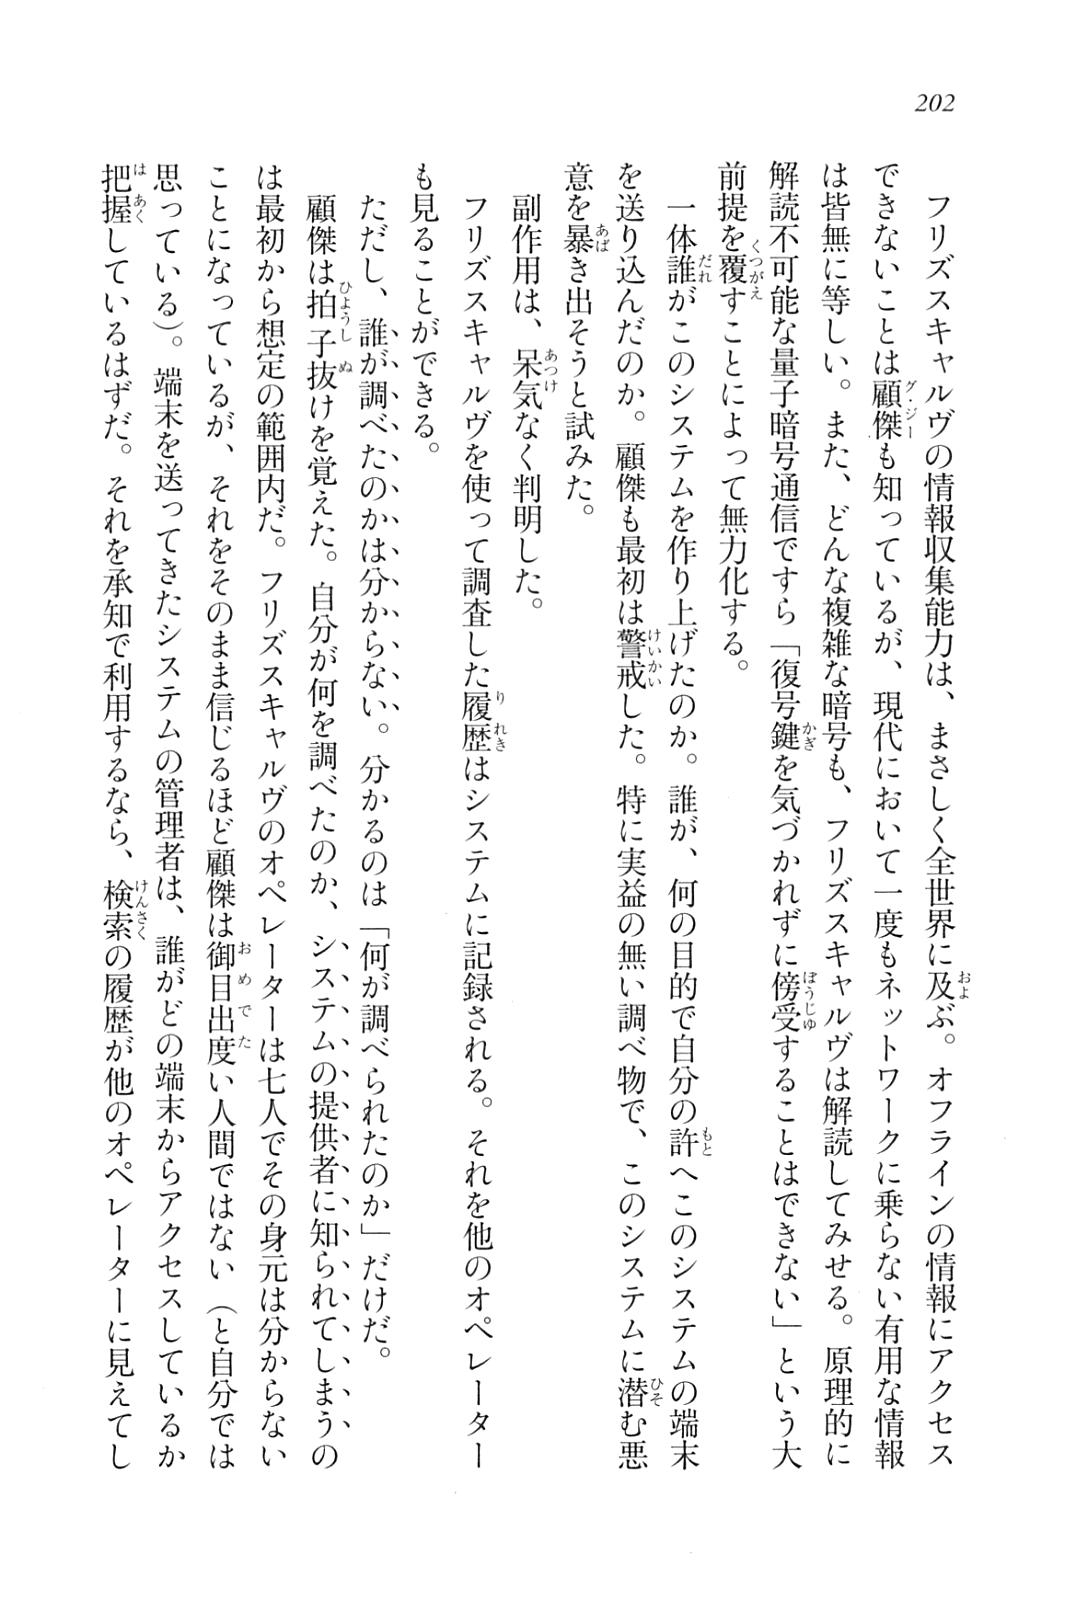 202
フリズスキャルヴの情報収集能力は、まさしく全世界に及ぶ。オフラインの情報にアクセス
できないことは顧傑も知っているが、現代において一度もネットワークに乗らない有用な情報
は皆無に等しい。また、どんな複雑な暗号も、フリズスキャルヴは解読してみせる。原理的に
解読不可能な量子暗号通信ですら「復号鍵を気づかれずに傍受することはできない」という大
前提を覆すことによって無力化する。
一体誰がこのシステムを作り上げたのか。誰が、何の目的で自分の許へこのシステムの端末
を送り込んだのか。顧傑も最初は警戒した。特に実益の無い調べ物で、このシステムに潜む悪
意を暴き出そうと試みた。
副作用は、呆気なく判明した。
フリズスキャルヴを使って調査した履歴はシステムに記録される。それを他のオペレーター
も見ることができる。
ただし、誰が調べたのかは分からない。分かるのは「何が調べられたのか」だけだ。
顧傑は拍子抜けを覚えた。自分が何を調べたのか、システムの提供者に知られてしまうの
は最初から想定の範囲内だ。フリズスキャルヴのオペレーターは七人でその身元は分からない
ことになっているが、それをそのまま信じるほど顧傑は御目出度い人間ではない（と自分では
思っている）。端末を送ってきたシステムの管理者は、誰がどの端末からアクセスしているか
把握しているはずだ。それを承知で利用するなら、検索の履歴が他のオペレーターに見えてし